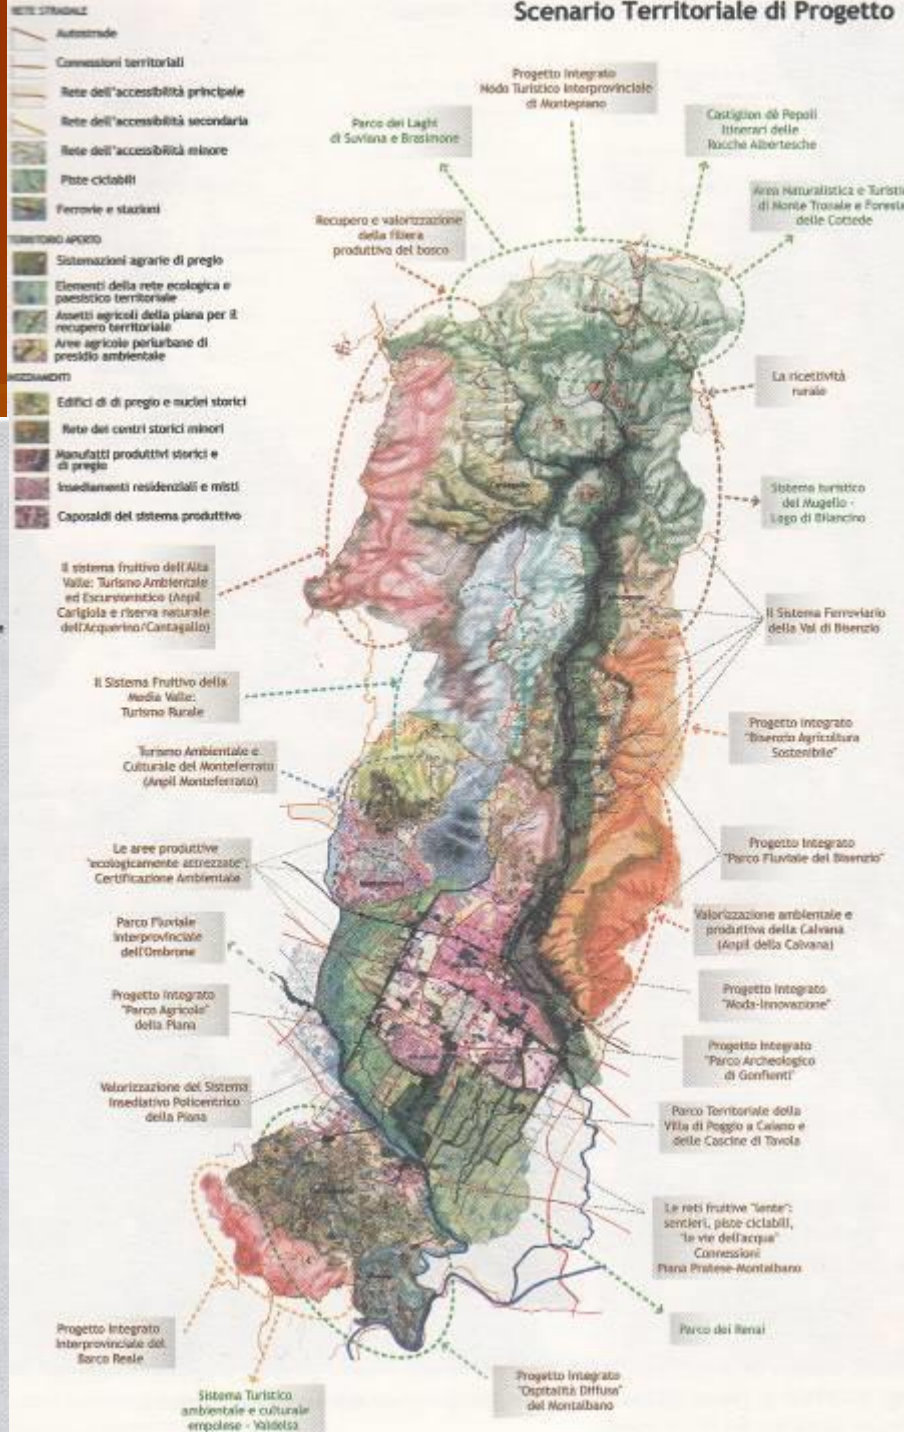 Scenario Territoriale di Progetto
RETE STRADALE
Autostrade
Connessioni territoriali
Rete dell'accessibilità principale
Rete dell'accessibilità secondaria
Rete dell'accessibilità minore
Piste ciclabili
Ferrovie e stazioni
TERRITORIO APERTO
Sistemazioni agrarie di pregio
Elementi della rete ecologica e
paesistico territoriale
Assetti agricoli della piana per il
recupero territoriale
Aree agricole periurbane di
presidio ambientale
INSEDIAMENTI
Edifici di di pregio e nuclei storici
Rete dei centri storici minori
Manufatti produttivi storici e
di pregio
Insediamenti residenziali e misti
Caposaldi del sistema produttivo
Progetto Integrato
Nodo Turistico Interprovinciale
di Montepiano
Parco dei Laghi
di Suviana e Brasimone
Castiglion dè Pepoli
Itinerari delle
Rocche Albertesche
Area Naturalistica e Turistic
di Monte Tronale e Foreste
delle Cottede
Recupero e valorizzazione
della filiera
produttiva del bosco
La ricettività
rurale
Sistema turistico
del Mugello -
Lago di Bilancino
Il sistema fruitivo dell'Alta
Valle: Turismo Ambientale
ed Escursionistico (Anpil
Carigiola e riserva naturale
dell'Acquerino/Cantagallo)
Il Sistema Ferroviario
della Val di Bisenzio
Il Sistema Fruitivo della
Media Valle:
Turismo Rurale
Progetto Integrato
"Bisenzio Agricoltura
Sostenibile"
Turismo Ambientale e
Culturale del Monteferrato
(Anpil Monteferrato)
Le aree produttive
"ecologicamente attrezzate":
Certificazione Ambientale
Progetto Integrato
"Parco Fluviale del Bisenzio"
Parco Fluviale
Interprovinciale
dell'Ombrone
Valorizzazione ambientale e
produttiva della Calvana
(Anpil della Calvana)
Progetto Integrato
"Parco Agricolo"
della Piana
Progetto Integrato
"Moda-Innovazione"
Progetto Integrato
"Parco Archeologico
di Gonfienti"
Valorizzazione del Sistema
Insediativo Policentrico
della Piana
Parco Territoriale della
Villa di Poggio a Caiano e
delle Cascine di Tavola
Le reti fruitive "lente":
sentieri, piste ciclabili,
"le vie dell'acqua"
Connessioni
Piana Pratese-Montalbano
Progetto Integrato
Interprovinciale del
Barco Reale
Parco dei Renai
Sistema Turistico
ambientale e culturale
empolese - Valdelsa
Progetto Integrato
"Ospitalità Diffusa"
del Montalbano